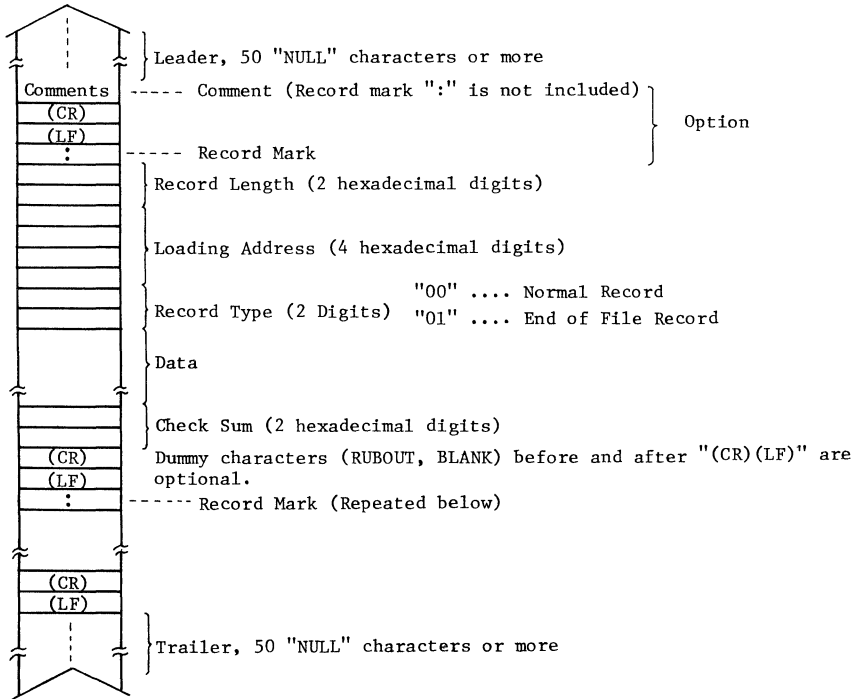 Leader, 50 "NULL" characters or more
Comments ----- Comment (Record mark ":" is not included)
(CR)
Option
(LF)
: ----- Record Mark
Record Length (2 hexadecimal digits)
Loading Address (4 hexadecimal digits)
"00" .... Normal Record
Record Type (2 Digits)
"01" .... End of File Record
Data
Check Sum (2 hexadecimal digits)
(CR) Dummy characters (RUBOUT, BLANK) before and after "(CR)(LF)" are
(LF) optional.
: ------ Record Mark (Repeated below)
(CR)
(LF)
Trailer, 50 "NULL" characters or more